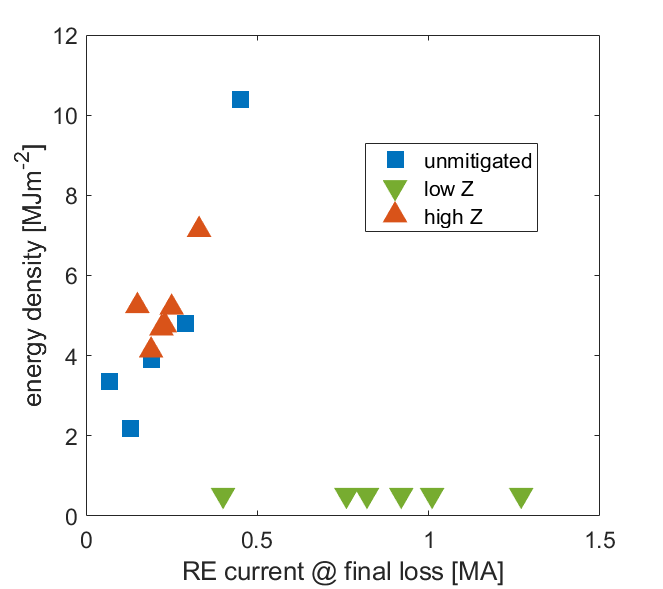 12
10
8
6
4
2
0
0
0.5
1
1.5
energy density [MJm-2]
RE current @ final loss [MA]
unmitigated
low Z
high Z